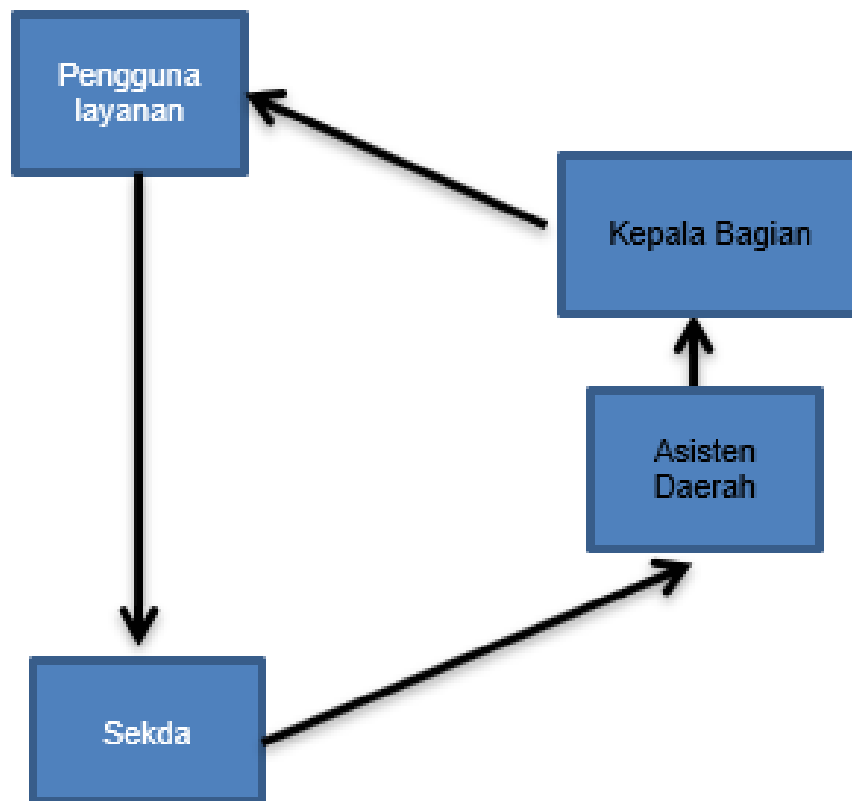 Pengguna
layanan
Kepala Bagian
Asisten
Daerah
Sekda